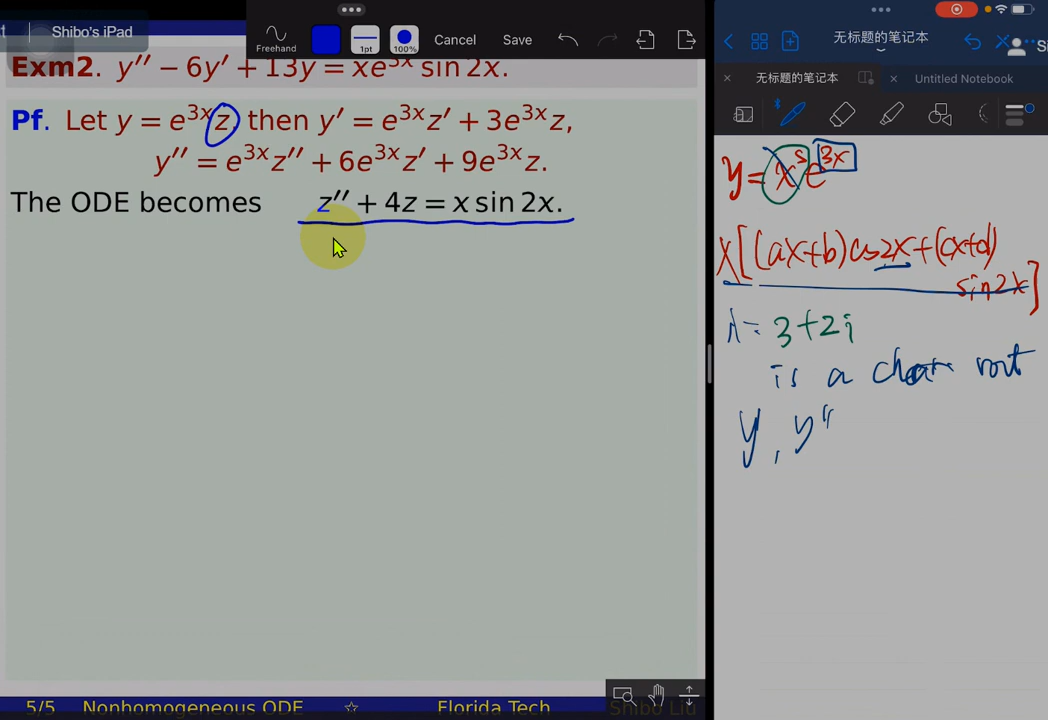 Shibo's iPad
Freehand
1pt
100%
Cancel
Save
Exm2. y′′ − 6y′ + 13y = xe^{3x} sin 2x.
Pf. Let y = e^{3x}z, then y′ = e^{3x}z′ + 3e^{3x}z,
y′′ = e^{3x}z′′ + 6e^{3x}z′ + 9e^{3x}z.
The ODE becomes z′′ + 4z = x sin 2x.
5/5 Nonhomogeneous ODE ☆ Florida Tech Shibo Liu
无标题的笔记本
无标题的笔记本
Untitled Notebook
y = x^s e^{3x}
x[(ax+b)cos2x+(cx+d)
sin2x]
λ= 3+2i
is a char root
y, y″